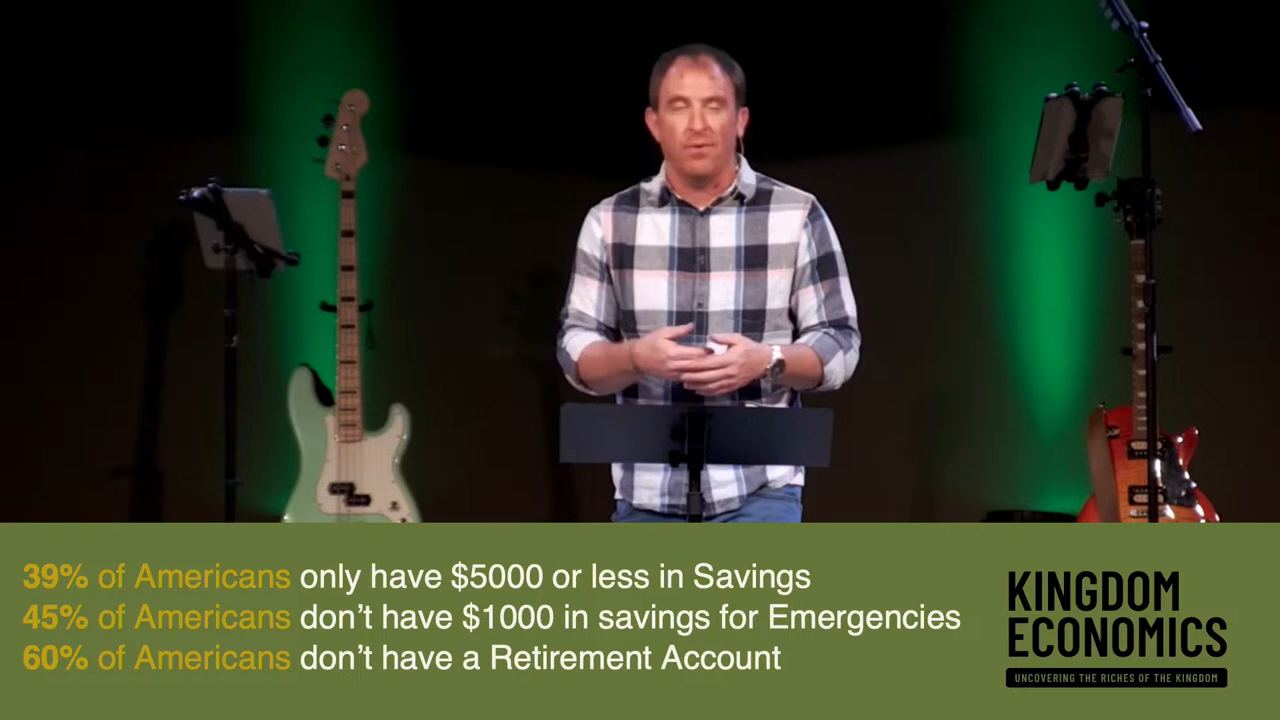 39% of Americans only have $5000 or less in Savings
45% of Americans don't have $1000 in savings for Emergencies
60% of Americans don't have a Retirement Account
KINGDOM
ECONOMICS
UNCOVERING THE RICHES OF THE KINGDOM